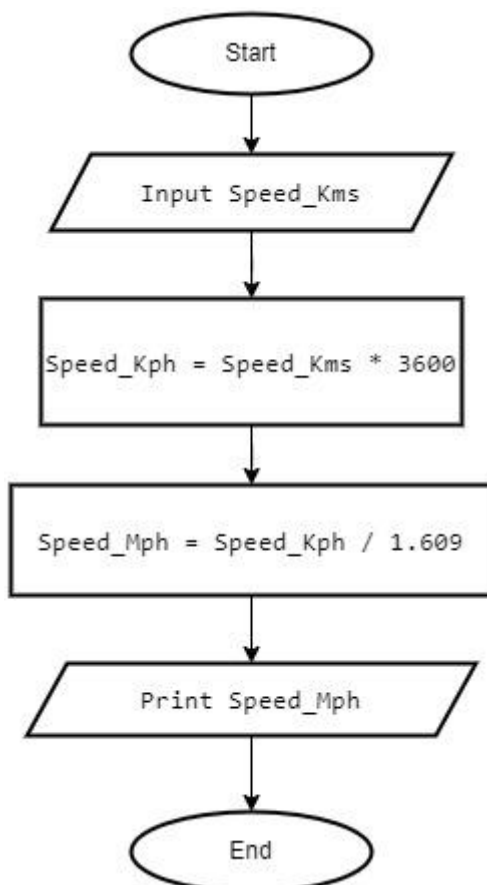 Start
Input Speed_Kms
Speed_Kph = Speed_Kms * 3600
Speed_Mph = Speed_Kph / 1.609
Print Speed_Mph
End